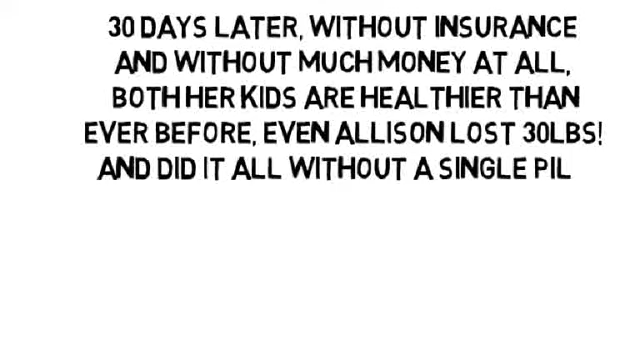 30 DAYS LATER, WITHOUT INSURANCE
AND WITHOUT MUCH MONEY AT ALL,
BOTH HER KIDS ARE HEALTHIER THAN
EVER BEFORE, EVEN ALLISON LOST 30LBS!
AND DID IT ALL WITHOUT A SINGLE PIL